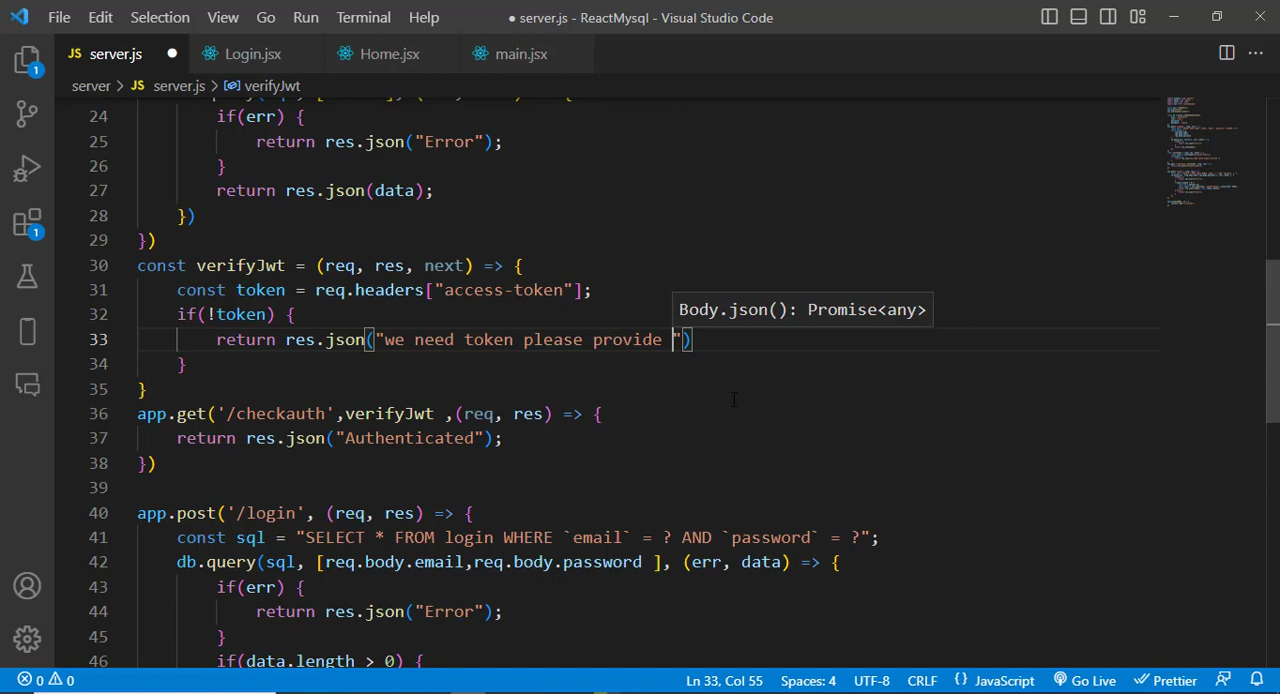 File Edit Selection View Go Run Terminal Help ● server.js - ReactMysql - Visual Studio Code
JS server.js ● Login.jsx Home.jsx main.jsx
server > JS server.js > verifyJwt
24 if(err) {
25 return res.json("Error");
26 }
27 return res.json(data);
28 })
29 })
30 const verifyJwt = (req, res, next) => {
31 const token = req.headers["access-token"];
Body.json(): Promise<any>
32 if(!token) {
33 return res.json("we need token please provide ")
34 }
35 }
36 app.get('/checkauth',verifyJwt ,(req, res) => {
37 return res.json("Authenticated");
38 })
39
40 app.post('/login', (req, res) => {
41 const sql = "SELECT * FROM login WHERE `email` = ? AND `password` = ?";
42 db.query(sql, [req.body.email,req.body.password ], (err, data) => {
43 if(err) {
44 return res.json("Error");
45 }
46 if(data.length > 0) {
1
1
0 0 Ln 33, Col 55 Spaces: 4 UTF-8 CRLF {} JavaScript Go Live Prettier